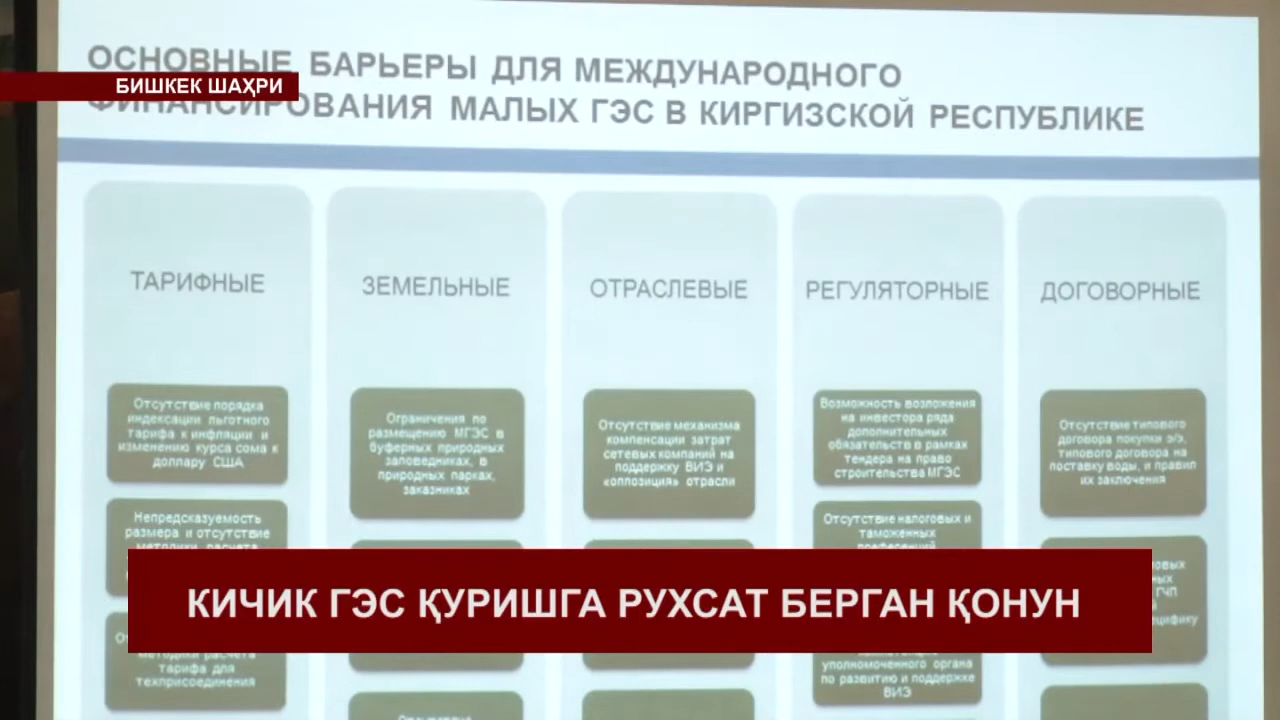 ОСНОВНЫЕ БАРЬЕРЫ ДЛЯ МЕЖДУНАРОДНОГО
БИШКЕК ШАҲРИ
ФИНАНСИРОВАНИЯ МАЛЫХ ГЭС В КИРГИЗСКОЙ РЕСПУБЛИКЕ
ТАРИФНЫЕ
Отсутствие порядка
индексации льготного
тарифа к инфляции и
изменению курса сома к
доллару США
Непредсказуемость
размера и отсутствие
методики расчета
методики расчета
тарифа для
техприсоединения
ЗЕМЕЛЬНЫЕ
Ограничения по
размещению МГЭС в
буферных природных
заповедниках, в
природных парках,
заказниках
Отсутствие
ОТРАСЛЕВЫЕ
Отсутствие механизма
компенсации затрат
сетевых компаний на
поддержку ВИЭ и
«оппозиция» отрасли
РЕГУЛЯТОРНЫЕ
Возможность возложения
на инвестора ряда
дополнительных
обязательств в рамках
тендера на право
строительства МГЭС
Отсутствие налоговых и
таможенных
преференций
уполномоченного органа
по развитию и поддержке
ВИЭ
ДОГОВОРНЫЕ
Отсутствие типового
договора покупки э/э,
типового договора на
поставку воды, и правил
их заключения
ГЧП
КИЧИК ГЭС ҚУРИШГА РУХСАТ БЕРГАН ҚОНУН